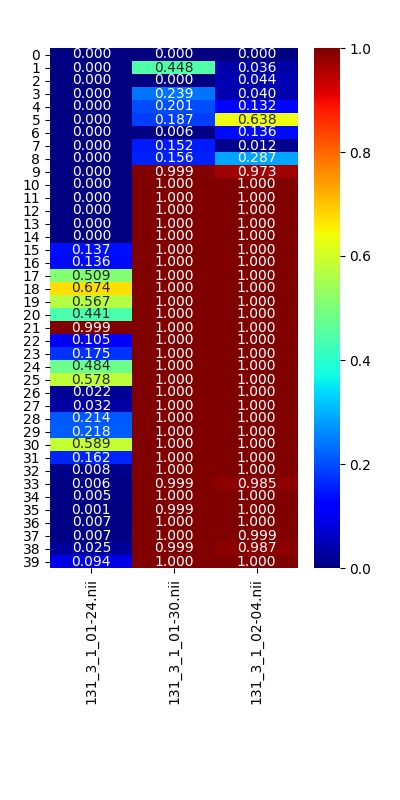 0 0.000 0.000 0.000 1.0
1 0.000 0.448 0.036
2 0.000 0.000 0.044
3 0.000 0.239 0.040
4 0.000 0.201 0.132
5 0.000 0.187 0.638
6 0.000 0.006 0.136
7 0.000 0.152 0.012
8 0.000 0.156 0.287 0.8
9 0.000 0.999 0.973
10 0.000 1.000 1.000
11 0.000 1.000 1.000
12 0.000 1.000 1.000
13 0.000 1.000 1.000
14 0.000 1.000 1.000
15 0.137 1.000 1.000
16 0.136 1.000 1.000 0.6
17 0.509 1.000 1.000
18 0.674 1.000 1.000
19 0.567 1.000 1.000
20 0.441 1.000 1.000
21 0.999 1.000 1.000
22 0.105 1.000 1.000
23 0.175 1.000 1.000
24 0.484 1.000 1.000 0.4
25 0.578 1.000 1.000
26 0.022 1.000 1.000
27 0.032 1.000 1.000
28 0.214 1.000 1.000
29 0.218 1.000 1.000
30 0.589 1.000 1.000
31 0.162 1.000 1.000
32 0.008 1.000 1.000 0.2
33 0.006 0.999 0.985
34 0.005 1.000 1.000
35 0.001 0.999 1.000
36 0.007 1.000 1.000
37 0.007 1.000 0.999
38 0.025 0.999 0.987
39 0.094 1.000 1.000 0.0
131_3_1_01-24.nii
131_3_1_01-30.nii
131_3_1_02-04.nii